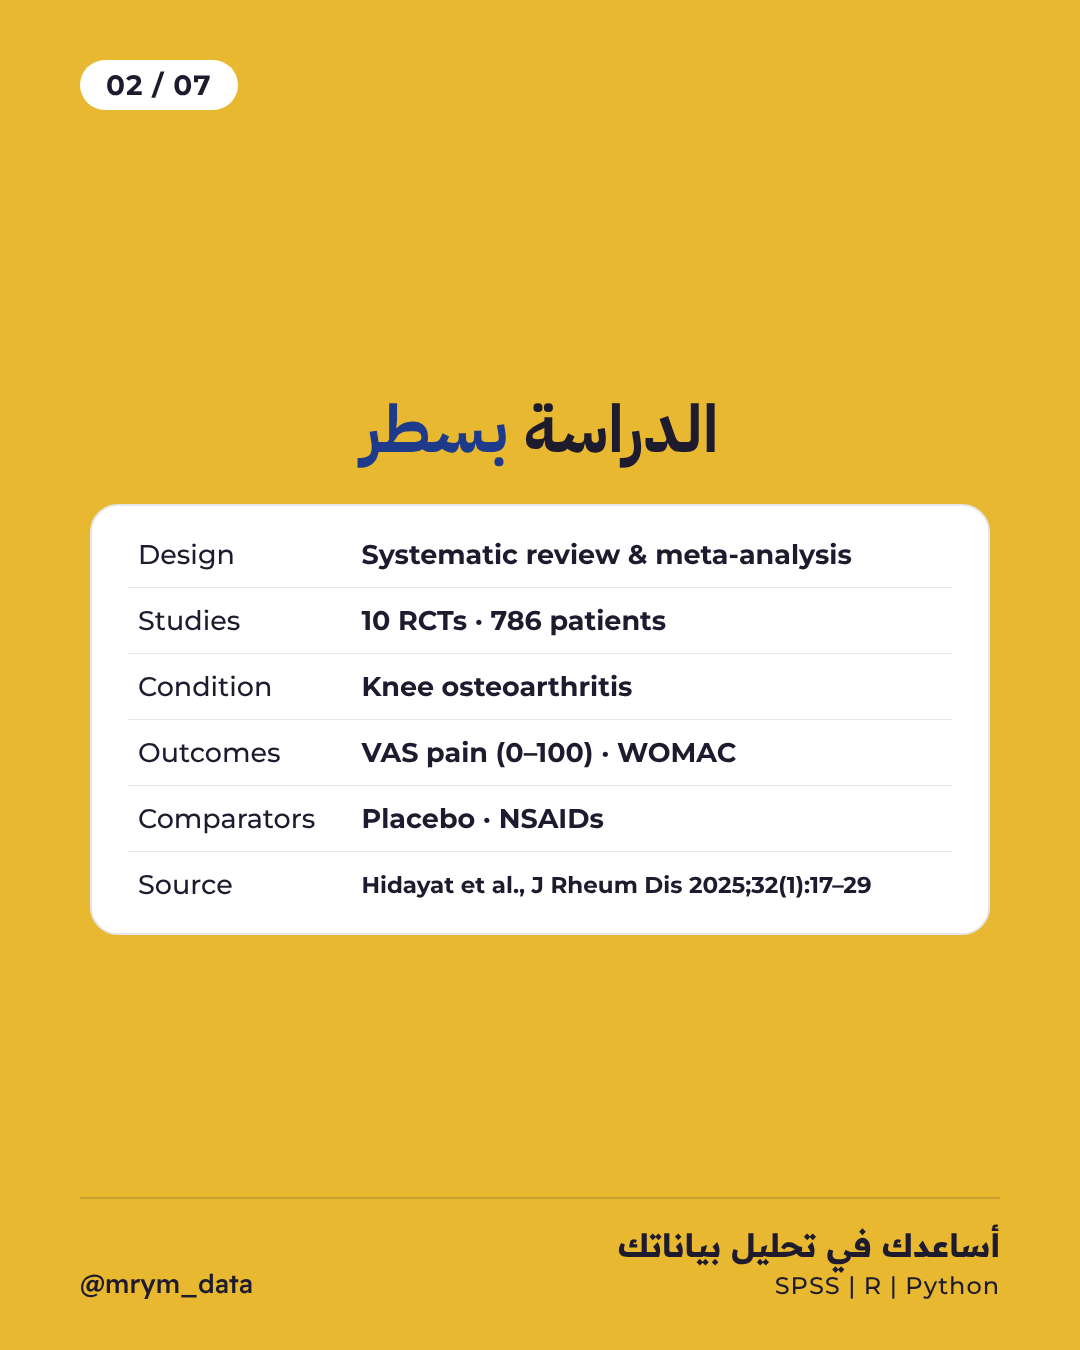 02 / 07
الدراسة بسطر
Design Systematic review & meta-analysis
Studies 10 RCTs · 786 patients
Condition Knee osteoarthritis
Outcomes VAS pain (0–100) · WOMAC
Comparators Placebo · NSAIDs
Source Hidayat et al., J Rheum Dis 2025;32(1):17–29
أساعدك في تحليل بياناتك
@mrym_data SPSS | R | Python